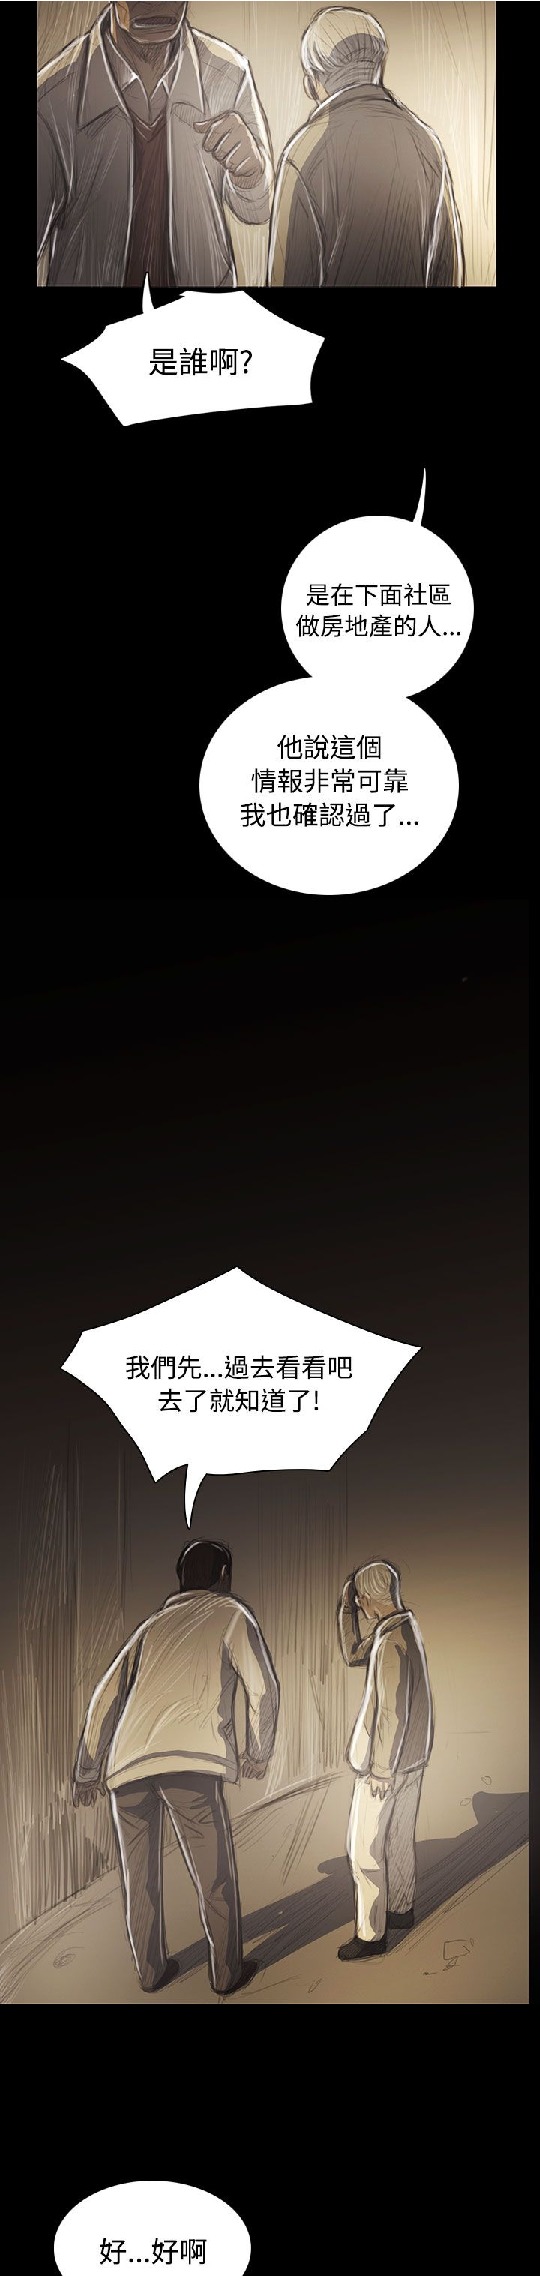 是誰啊?
是在下面社區
做房地產的人...
他說這個
情報非常可靠
我也確認過了...
我們先...過去看看吧
去了就知道了!
好...好啊